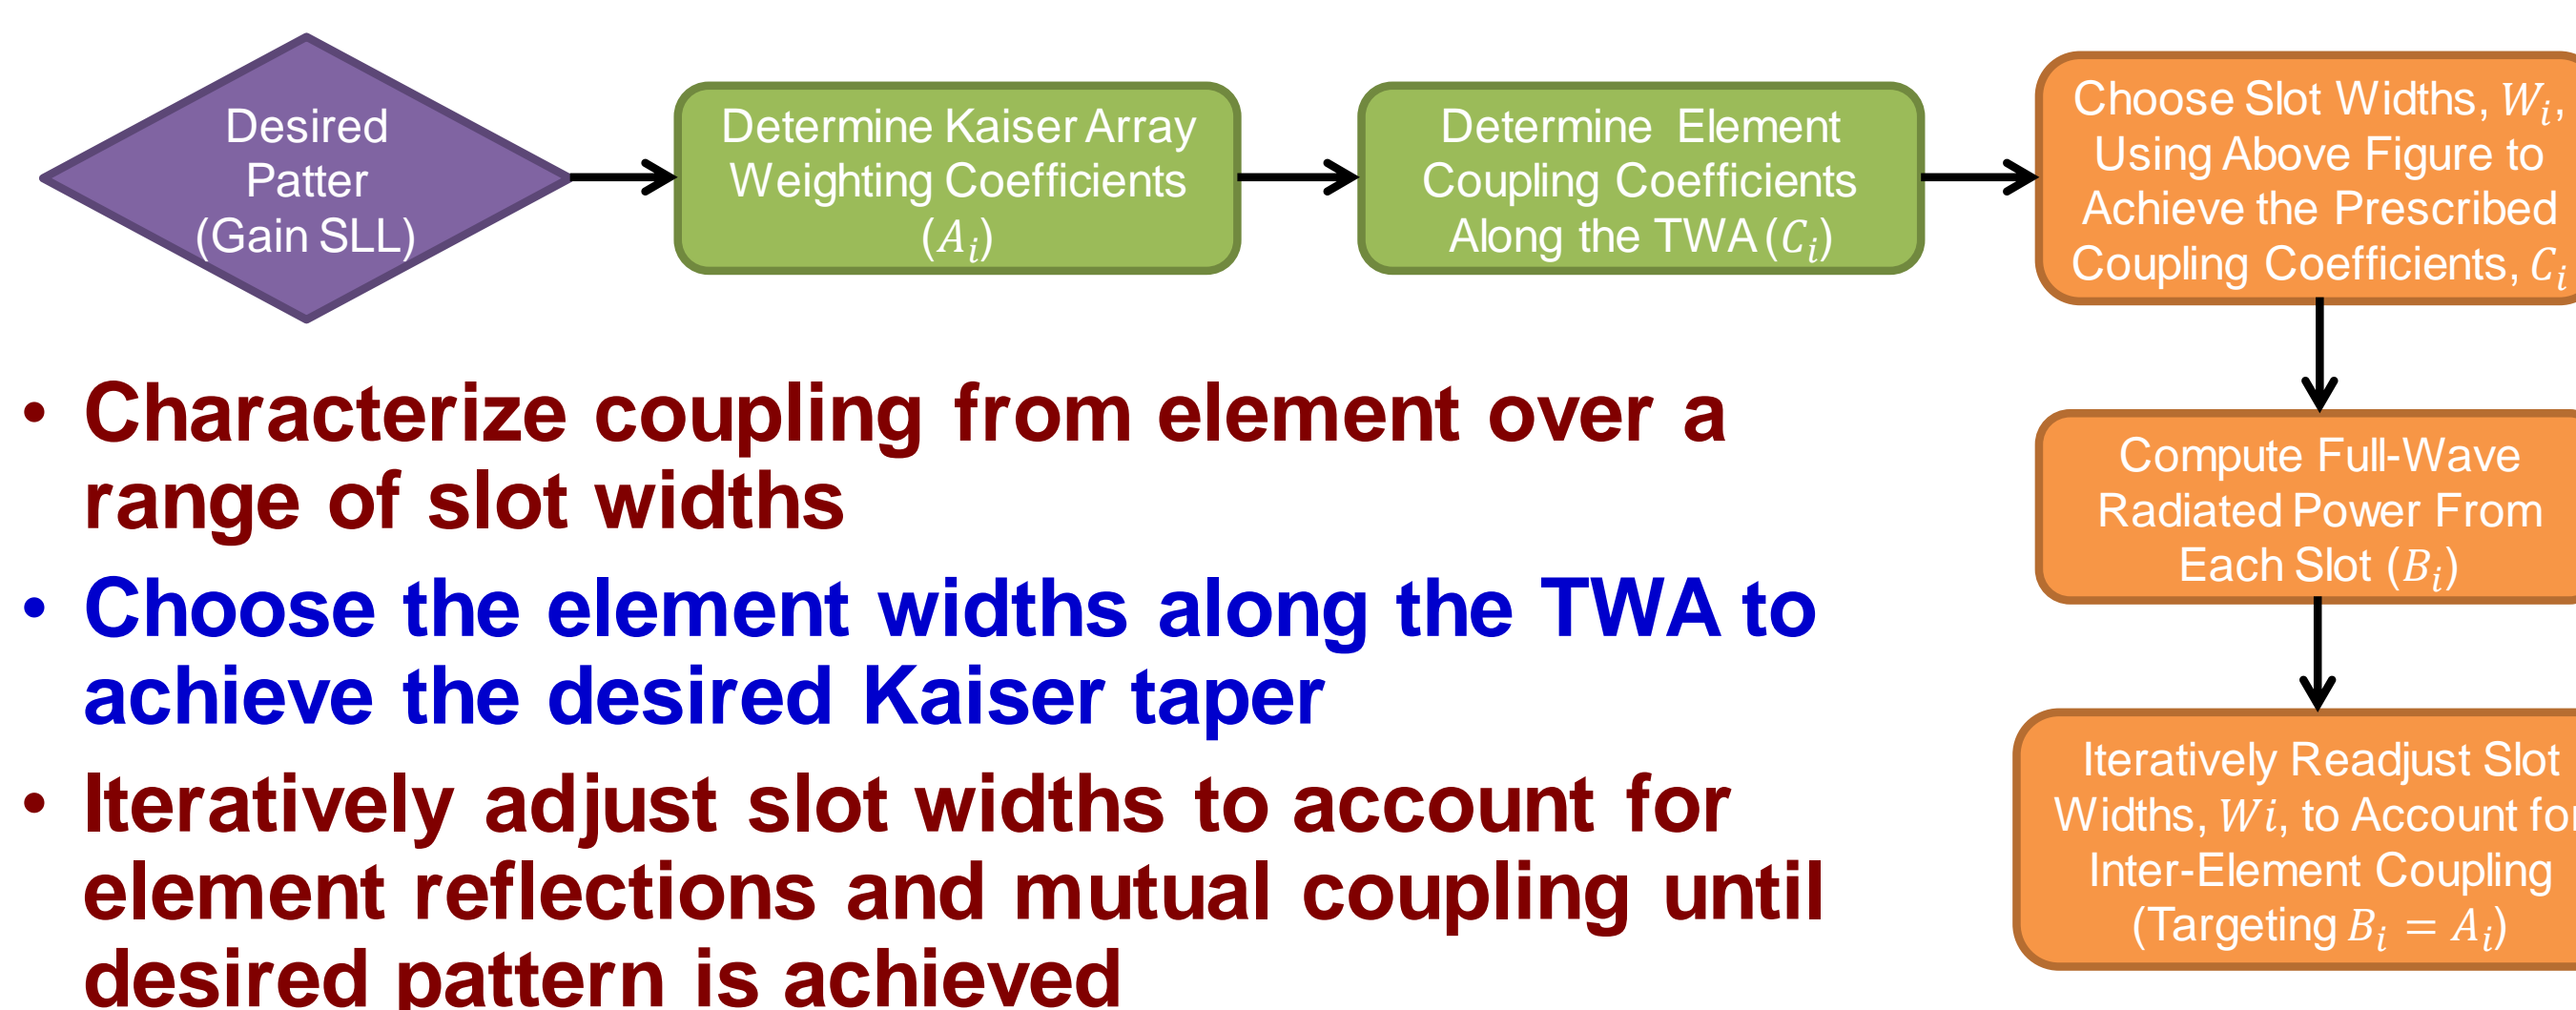 Desired
Patter
(Gain SLL)
Determine Kaiser Array
Weighting Coefficients
(A_i)
Determine Element
Coupling Coefficients
Along the TWA (C_i)
Choose Slot Widths, W_i,
Using Above Figure to
Achieve the Prescribed
Coupling Coefficients, C_i
Compute Full-Wave
Radiated Power From
Each Slot (B_i)
Iteratively Readjust Slot
Widths, Wi, to Account for
Inter-Element Coupling
(Targeting B_i = A_i)
• Characterize coupling from element over a
range of slot widths
• Choose the element widths along the TWA to
achieve the desired Kaiser taper
• Iteratively adjust slot widths to account for
element reflections and mutual coupling until
desired pattern is achieved